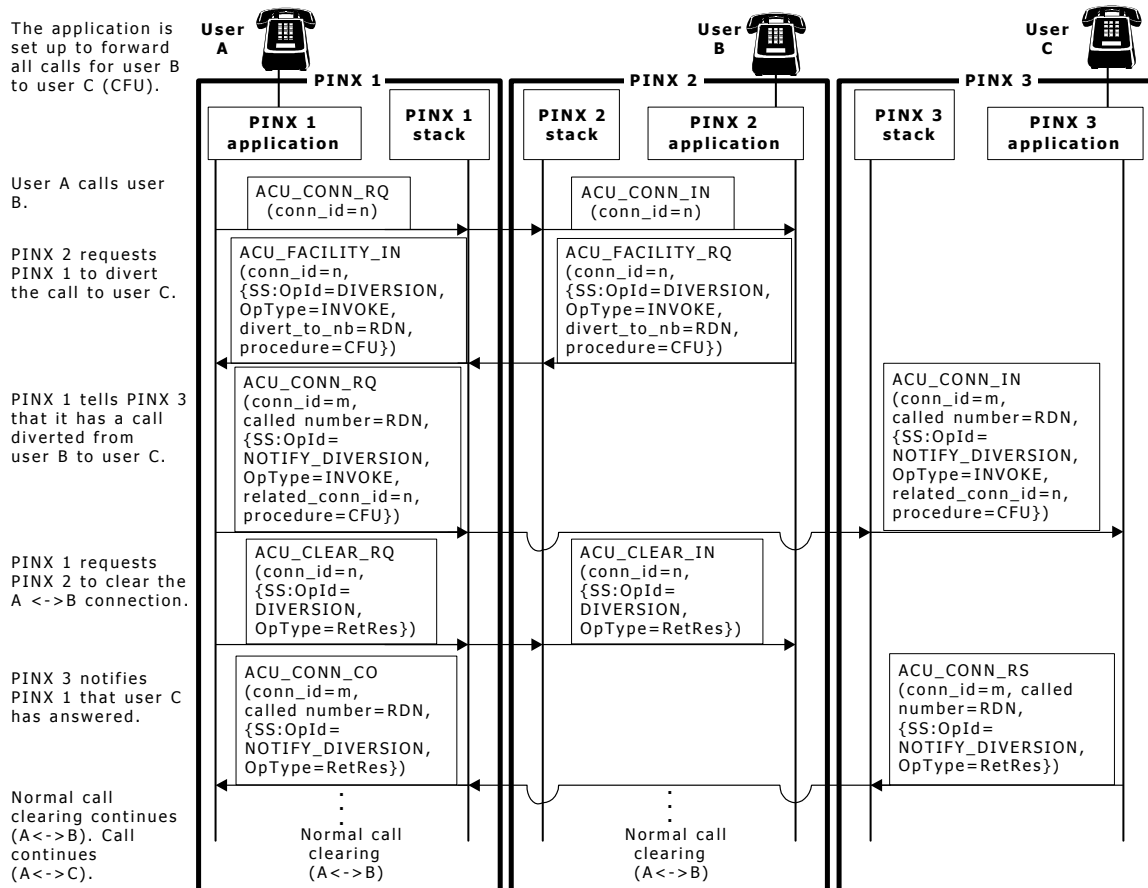 The application is
set up to forward
all calls for user B
to user C (CFU).
User
A
User
B
User
C
PINX 1
PINX 2
PINX 3
PINX 1
application
PINX 1
stack
PINX 2
stack
PINX 2
application
PINX 3
stack
PINX 3
application
User A calls user
B.
ACU_CONN_RQ
(conn_id=n)
ACU_CONN_IN
(conn_id=n)
PINX 2 requests
PINX 1 to divert
the call to user C.
ACU_FACILITY_IN
(conn_id=n,
{SS:OpId=DIVERSION,
OpType=INVOKE,
divert_to_nb=RDN,
procedure=CFU})
ACU_FACILITY_RQ
(conn_id=n,
{SS:OpId=DIVERSION,
OpType=INVOKE,
divert_to_nb=RDN,
procedure=CFU})
PINX 1 tells PINX 3
that it has a call
diverted from
user B to user C.
ACU_CONN_RQ
(conn_id=m,
called number=RDN,
{SS:OpId=
NOTIFY_DIVERSION,
OpType=INVOKE,
related_conn_id=n,
procedure=CFU})
ACU_CONN_IN
(conn_id=m,
called number=RDN,
{SS:OpId=
NOTIFY_DIVERSION,
OpType=INVOKE,
related_conn_id=n,
procedure=CFU})
PINX 1 requests
PINX 2 to clear the
A <->B connection.
ACU_CLEAR_RQ
(conn_id=n,
{SS:OpId=
DIVERSION,
OpType=RetRes})
ACU_CLEAR_IN
(conn_id=n,
{SS:OpId=
DIVERSION,
OpType=RetRes})
PINX 3 notifies
PINX 1 that user C
has answered.
ACU_CONN_CO
(conn_id=m,
called number=RDN,
{SS:OpId=
NOTIFY_DIVERSION,
OpType=RetRes})
ACU_CONN_RS
(conn_id=m, called
number=RDN,
{SS:OpId=
NOTIFY_DIVERSION,
OpType=RetRes})
Normal call
clearing continues
(A<->B). Call
continues
(A<->C).
Normal call
clearing
(A<->B)
Normal call
clearing
(A<->B)